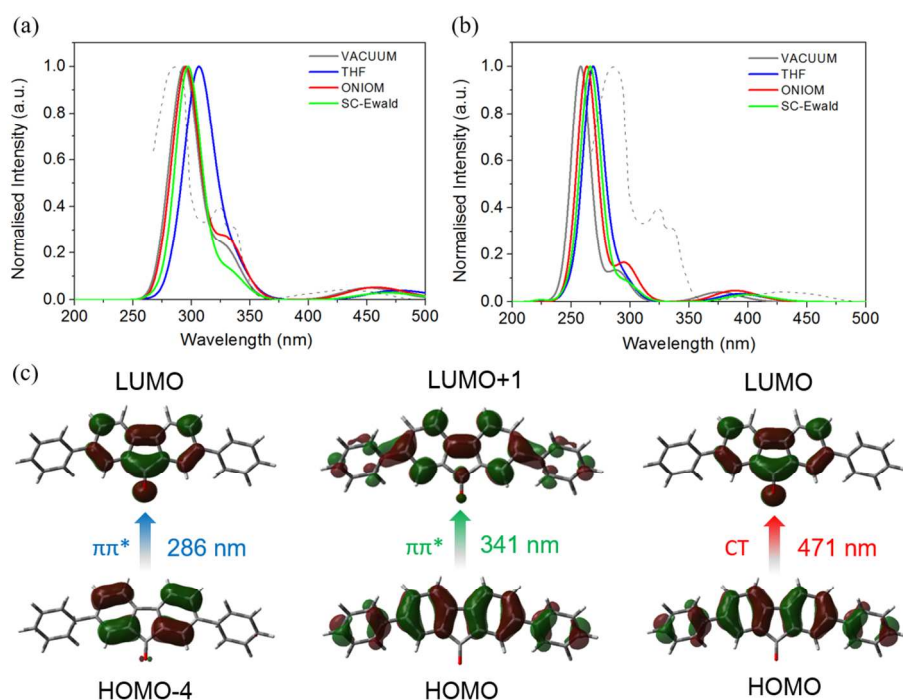 (a)
1.0
0.8
0.6
0.4
0.2
0.0
Normalised Intensity (a.u.)
VACUUM
THF
ONIOM
SC-Ewald
200 250 300 350 400 450 500
Wavelength (nm)
(b)
1.0
0.8
0.6
0.4
0.2
0.0
Normalised Intensity (a.u.)
VACUUM
THF
ONIOM
SC-Ewald
200 250 300 350 400 450 500
Wavelength (nm)
(c)
LUMO LUMO+1 LUMO
ππ* 286 nm ππ* 341 nm CT 471 nm
HOMO-4 HOMO HOMO